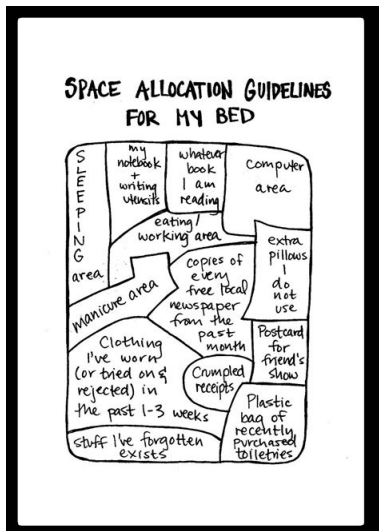 SPACE ALLOCATION GUIDELINES
FOR MY BED
SLEEPING
area
my
notebook
+
writing
utensils
whatever
book
I am
reading
computer
area
eating/
working area
extra
pillows
I
do
not
use
manicure area
copies of
every
free local
newspaper
from the
past
month
Clothing
I've worn
(or tried on &
rejected) in
the past 1-3 weeks
Crumpled
receipts
Postcard
for
friend's
show
Plastic
bag of
recently
purchased
toiletries
stuff I've forgotten
exists